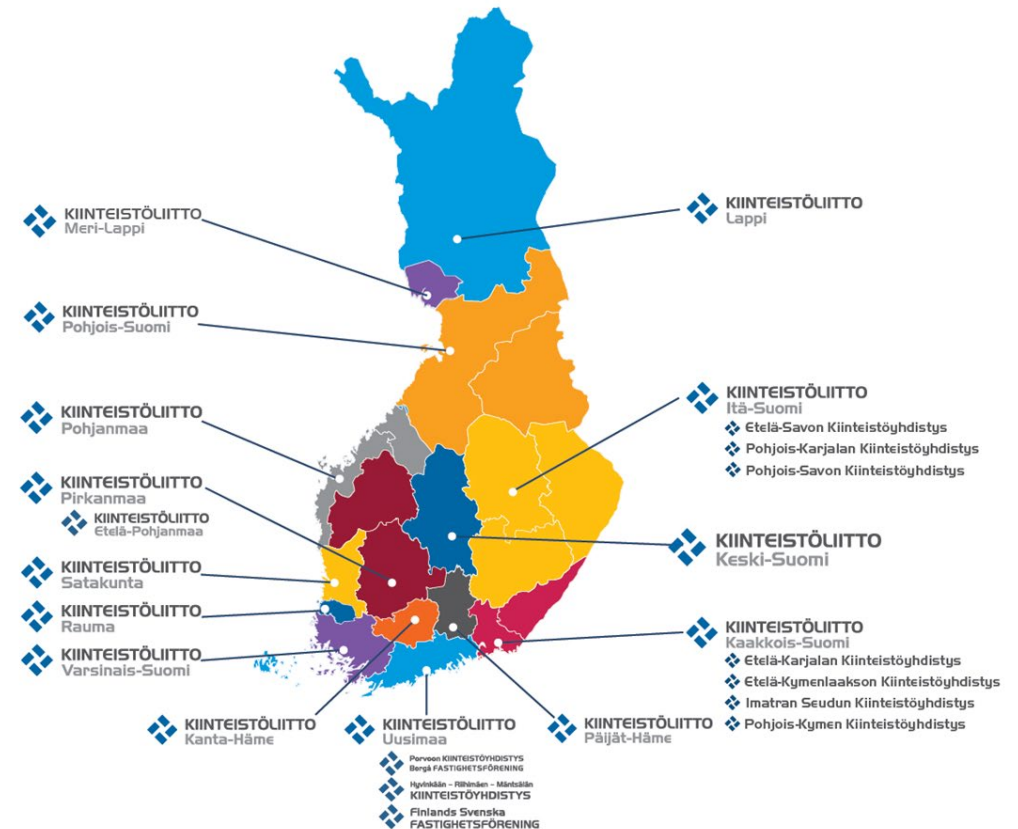 KIINTEISTÖLIITTO
Meri-Lappi
KIINTEISTÖLIITTO
Lappi
KIINTEISTÖLIITTO
Pohjois-Suomi
KIINTEISTÖLIITTO
Pohjanmaa
KIINTEISTÖLIITTO
Pirkanmaa
KIINTEISTÖLIITTO
Etelä-Pohjanmaa
KIINTEISTÖLIITTO
Satakunta
KIINTEISTÖLIITTO
Rauma
KIINTEISTÖLIITTO
Varsinais-Suomi
KIINTEISTÖLIITTO
Itä-Suomi
Etelä-Savon Kiinteistöyhdistys
Pohjois-Karjalan Kiinteistöyhdistys
Pohjois-Savon Kiinteistöyhdistys
KIINTEISTÖLIITTO
Keski-Suomi
KIINTEISTÖLIITTO
Kaakkois-Suomi
Etelä-Karjalan Kiinteistöyhdistys
Etelä-Kymenlaakson Kiinteistöyhdistys
Imatran Seudun Kiinteistöyhdistys
Pohjois-Kymen Kiinteistöyhdistys
KIINTEISTÖLIITTO
Kanta-Häme
KIINTEISTÖLIITTO
Uusimaa
Porvoon KIINTEISTÖYHDISTYS
Borgå FASTIGHETSFÖRENING
Hyvinkään – Riihimäen – Mäntsälän
KIINTEISTÖYHDISTYS
Finlands Svenska
FASTIGHETSFÖRENING
KIINTEISTÖLIITTO
Päijät-Häme